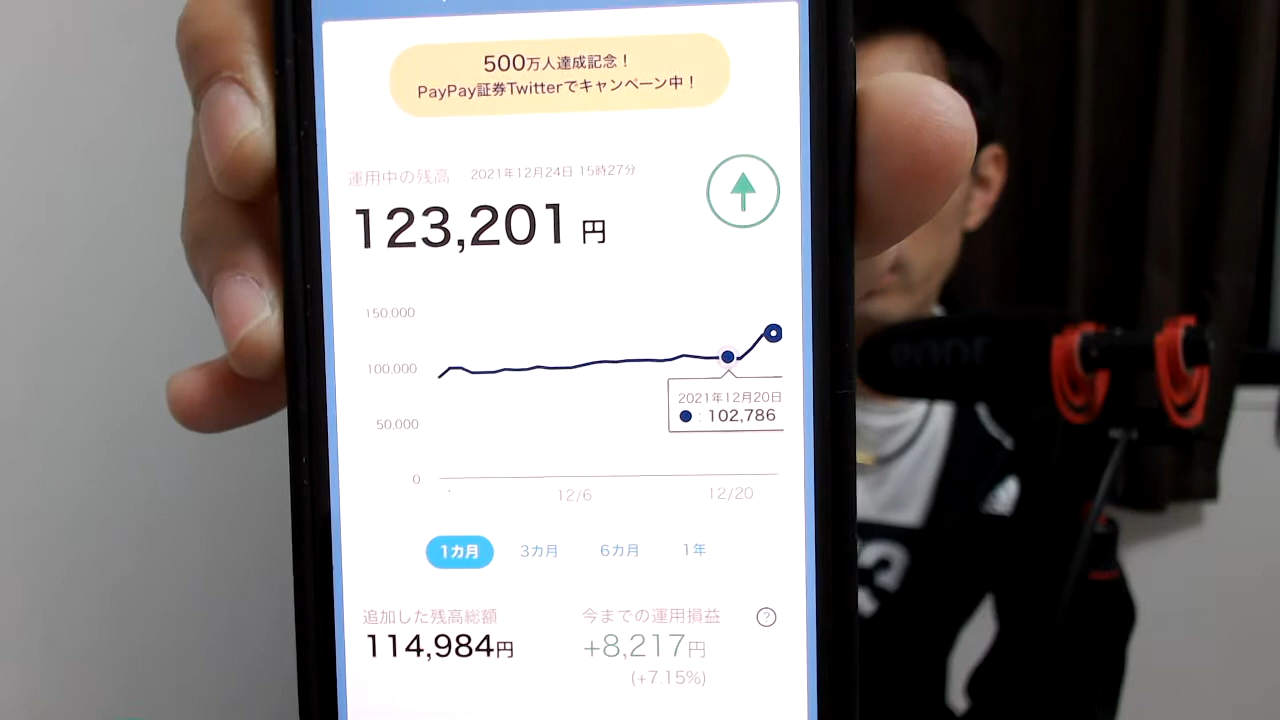 500万人達成記念！
PayPay証券Twitterでキャンペーン中！
運用中の残高 2021年12月24日 15時27分
123,201 円
150,000
100,000
2021年12月20日
: 102,786
50,000
0
12/6 12/20
1カ月 3カ月 6カ月 1年
追加した残高総額 今までの運用損益 ?
114,984円 +8,217円
(+7.15%)
RODE